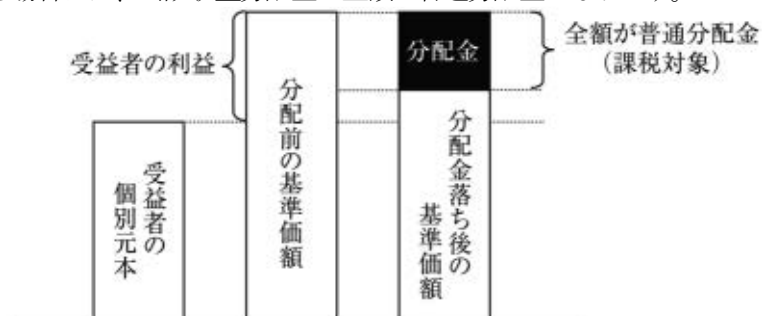 受益者の利益
分配金
全額が普通分配金
（課税対象）
受益者の
個別元本
分配前の基準価額
分配金落ち後の
基準価額